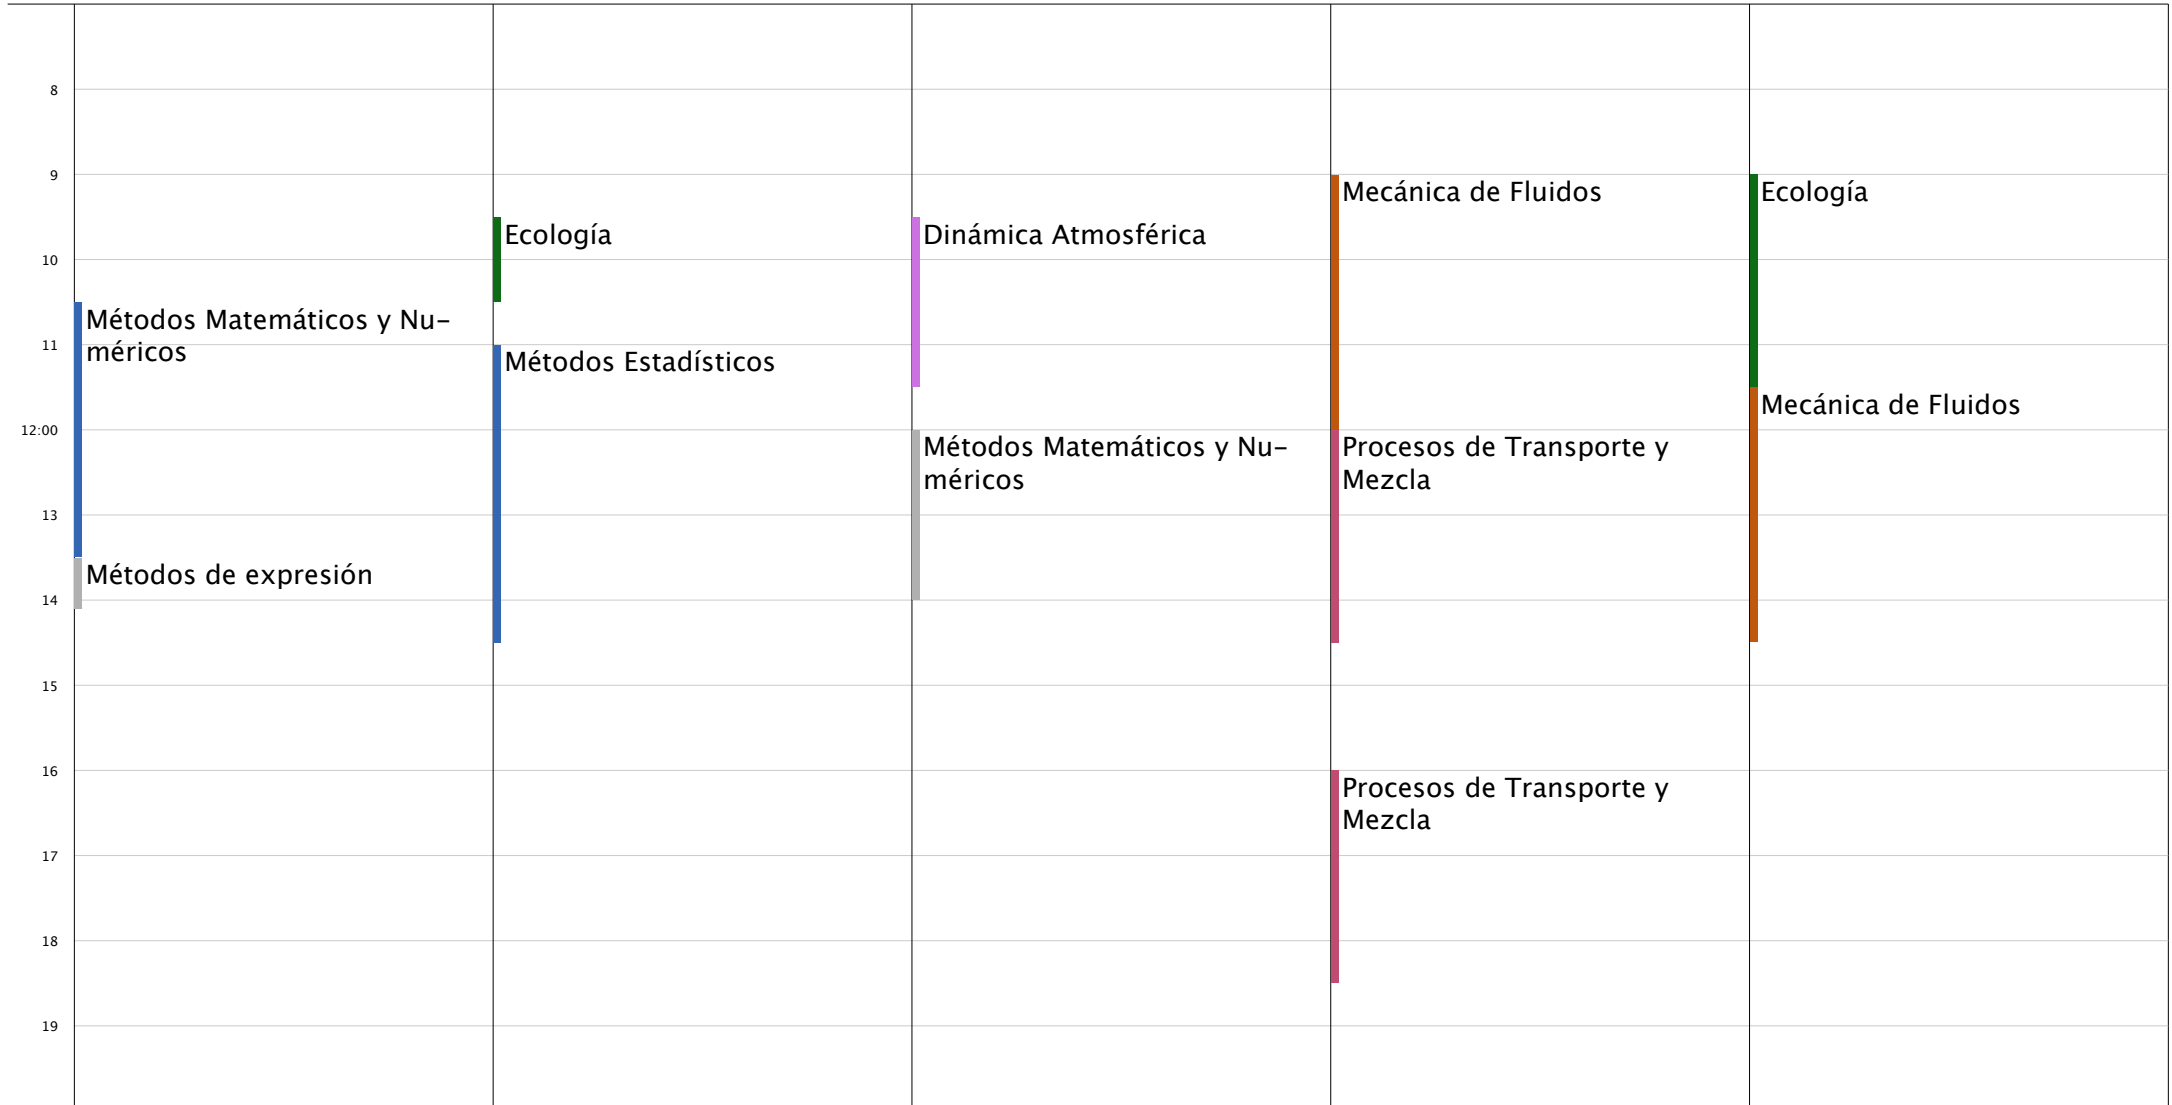 8
9
10
11
12:00
13
14
15
16
17
18
19
Métodos Matemáticos y Nu-
méricos
Métodos de expresión
Ecología
Métodos Estadísticos
Dinámica Atmosférica
Métodos Matemáticos y Nu-
méricos
Mecánica de Fluidos
Procesos de Transporte y
Mezcla
Procesos de Transporte y
Mezcla
Ecología
Mecánica de Fluidos